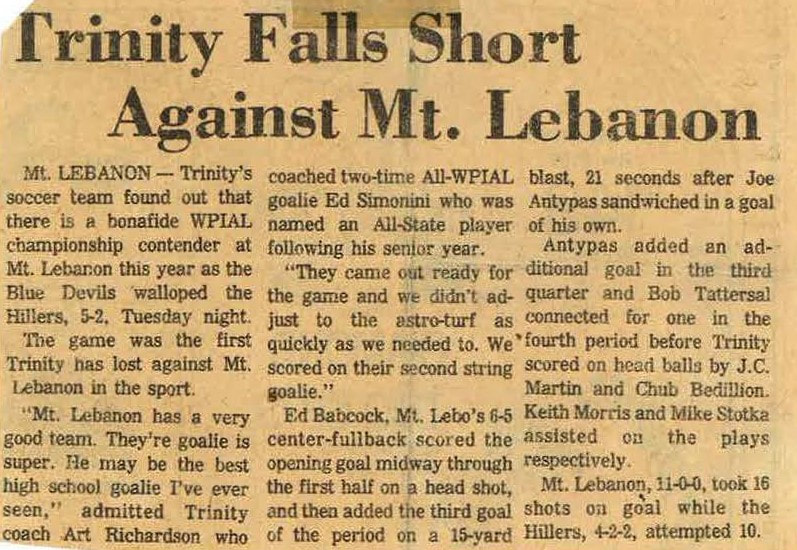 Trinity Falls Short
Against Mt. Lebanon
Mt. LEBANON — Trinity's
soccer team found out that
there is a bonafide WPIAL
championship contender at
Mt. Lebanon this year as the
Blue Devils walloped the
Hillers, 5-2, Tuesday night.
The game was the first
Trinity has lost against Mt.
Lebanon in the sport.
"Mt. Lebanon has a very
good team. They're goalie is
super. He may be the best
high school goalie I've ever
seen," admitted Trinity
coach Art Richardson who
coached two-time All-WPIAL
goalie Ed Simonini who was
named an All-State player
following his senior year.
"They came out ready for
the game and we didn't ad-
just to the astro-turf as
quickly as we needed to. We
scored on their second string
goalie."
Ed Babcock, Mt. Lebo's 6-5
center-fullback scored the
opening goal midway through
the first half on a head shot,
and then added the third goal
of the period on a 15-yard
blast, 21 seconds after Joe
Antypas sandwiched in a goal
of his own.
Antypas added an ad-
ditional goal in the third
quarter and Bob Tattersal
connected for one in the
fourth period before Trinity
scored on head balls by J.C.
Martin and Chub Bedillion.
Keith Morris and Mike Stotka
assisted on the plays
respectively.
Mt. Lebanon, 11-0-0, took 16
shots on goal while the
Hillers, 4-2-2, attempted 10.